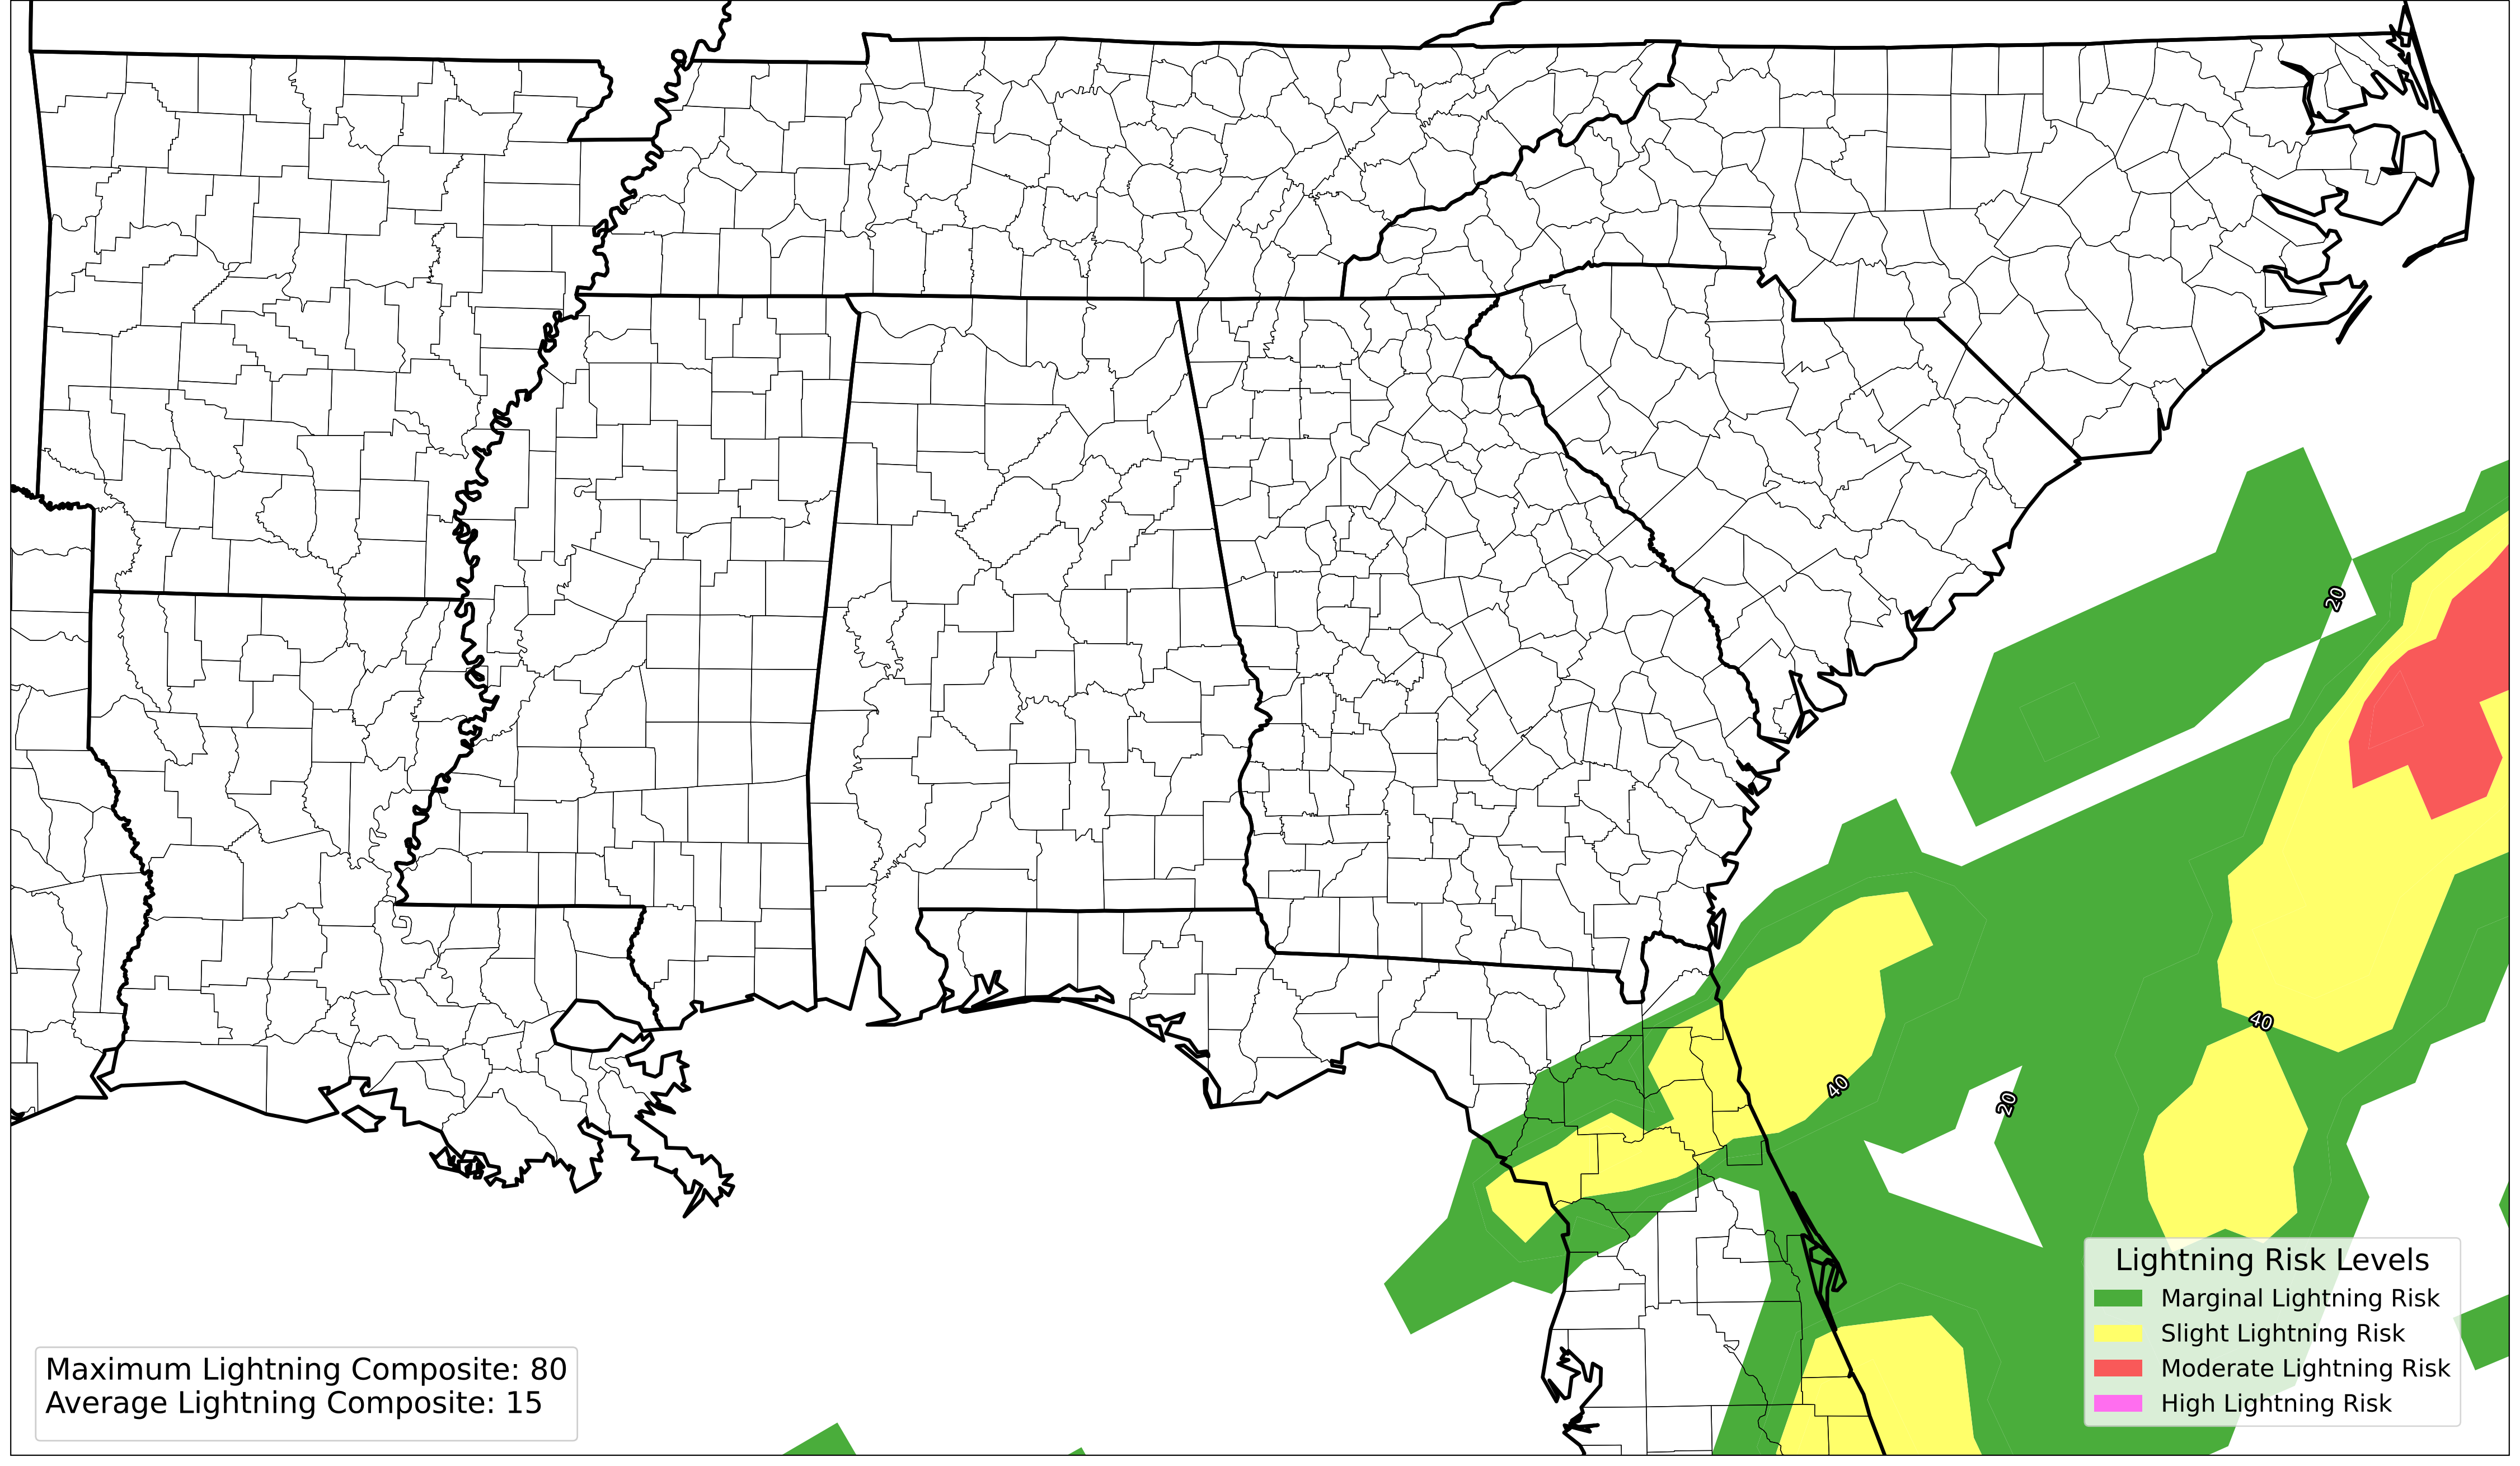 20
40
40
20
Lightning Risk Levels
Marginal Lightning Risk
Slight Lightning Risk
Moderate Lightning Risk
High Lightning Risk
Maximum Lightning Composite: 80
Average Lightning Composite: 15